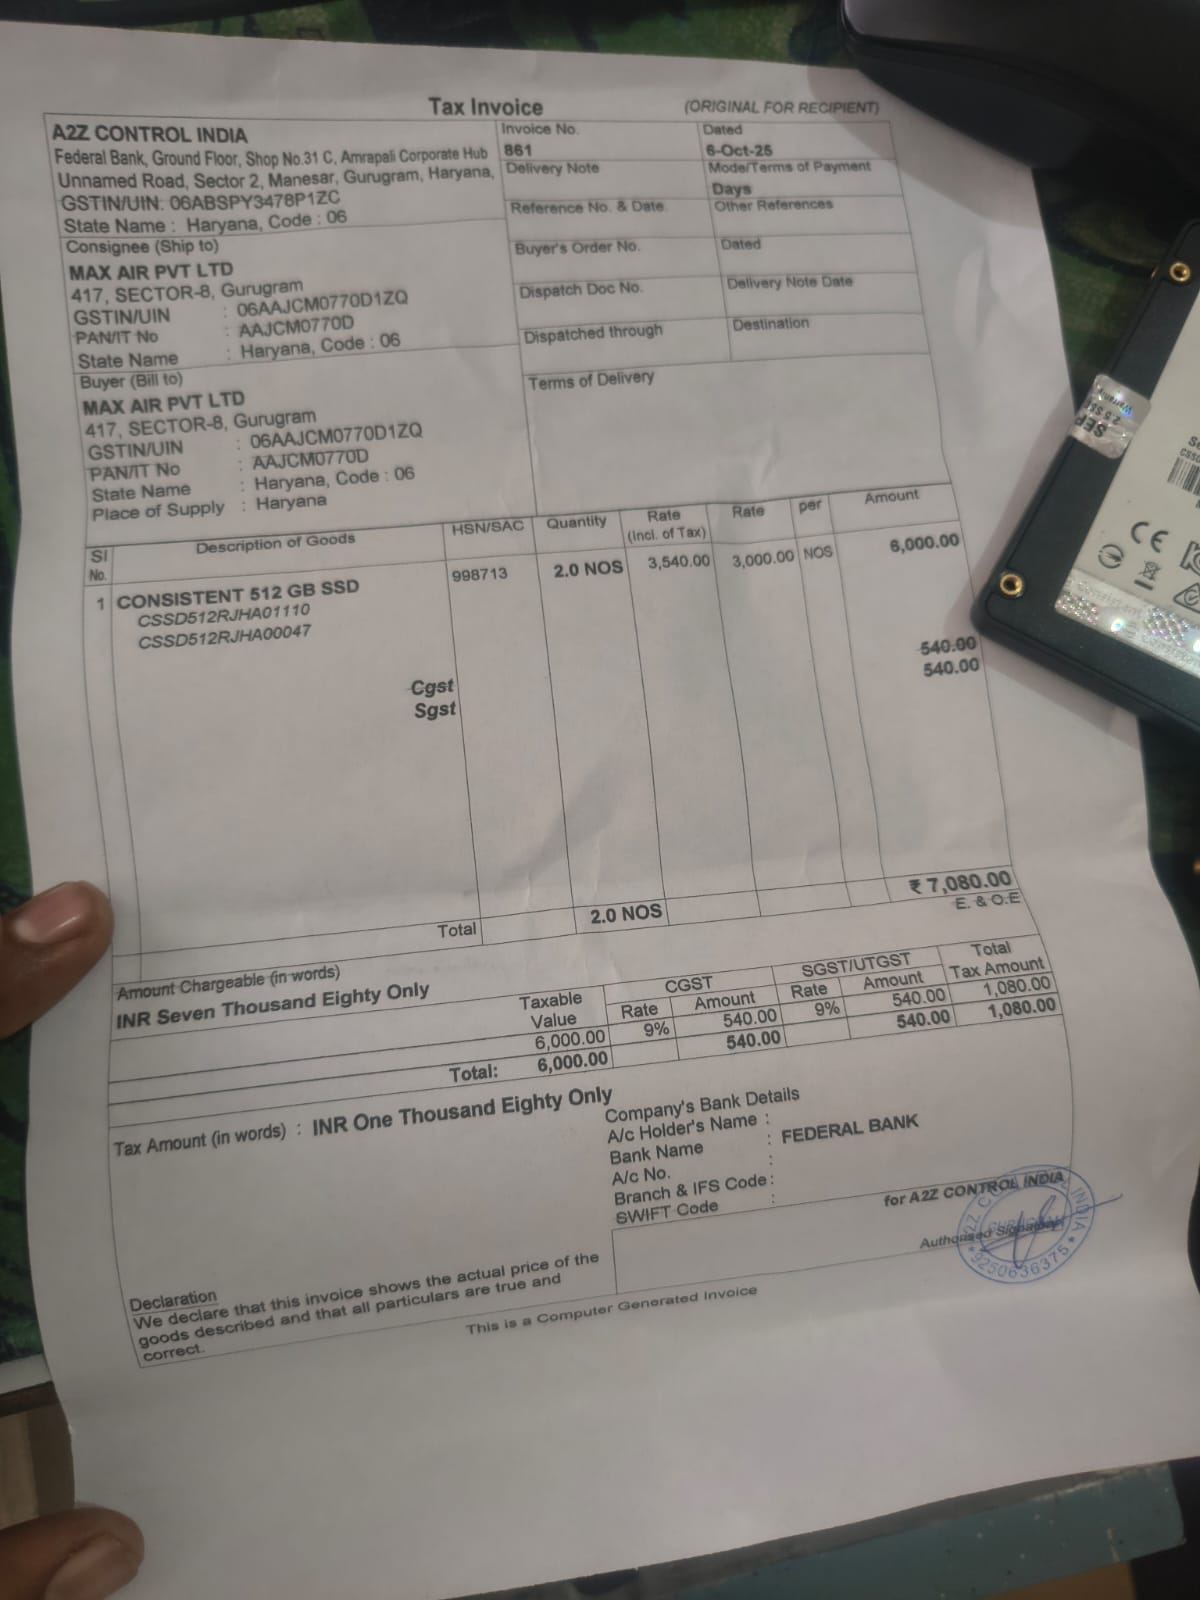 Tax Invoice
(ORIGINAL FOR RECIPIENT)
A2Z CONTROL INDIA
Federal Bank, Ground Floor, Shop No.31 C, Amrapali Corporate Hub
Unnamed Road, Sector 2, Manesar, Gurugram, Haryana,
GSTIN/UIN: 06ABSPY3478P1ZC
State Name : Haryana, Code : 06
Invoice No.
861
Dated
6-Oct-25
Delivery Note
Mode/Terms of Payment
Days
Reference No. & Date.
Other References
Buyer's Order No.
Dated
Dispatch Doc No.
Delivery Note Date
Dispatched through
Destination
Terms of Delivery
Consignee (Ship to)
MAX AIR PVT LTD
417, SECTOR-8, Gurugram
GSTIN/UIN : 06AAJCM0770D1ZQ
PAN/IT No : AAJCM0770D
State Name : Haryana, Code : 06
Buyer (Bill to)
MAX AIR PVT LTD
417, SECTOR-8, Gurugram
GSTIN/UIN : 06AAJCM0770D1ZQ
PAN/IT No : AAJCM0770D
State Name : Haryana, Code : 06
Place of Supply : Haryana
Sl No. Description of Goods HSN/SAC Quantity Rate (Incl. of Tax) Rate per Amount
1 CONSISTENT 512 GB SSD 998713 2.0 NOS 3,540.00 3,000.00 NOS 6,000.00
CSSD512RJHA01110
CSSD512RJHA00047
Cgst 540.00
Sgst 540.00
Total 2.0 NOS ₹ 7,080.00
E. & O.E
Amount Chargeable (in words)
INR Seven Thousand Eighty Only
Taxable Value CGST SGST/UTGST Total Tax Amount
Rate Amount Rate Amount
6,000.00 9% 540.00 9% 540.00 1,080.00
Total: 6,000.00 540.00 540.00 1,080.00
Tax Amount (in words) : INR One Thousand Eighty Only
Company's Bank Details
A/c Holder's Name :
Bank Name : FEDERAL BANK
A/c No. :
Branch & IFS Code :
SWIFT Code :
for A2Z CONTROL INDIA
Authorised Signatory
INDIA
9250636375
Declaration
We declare that this invoice shows the actual price of the
goods described and that all particulars are true and
correct.
This is a Computer Generated Invoice
SEP
2.5 SS
Warranty
CE